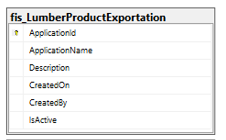 fis_LumberProductExportation
ApplicationId
ApplicationName
Description
CreatedOn
CreatedBy
IsActive